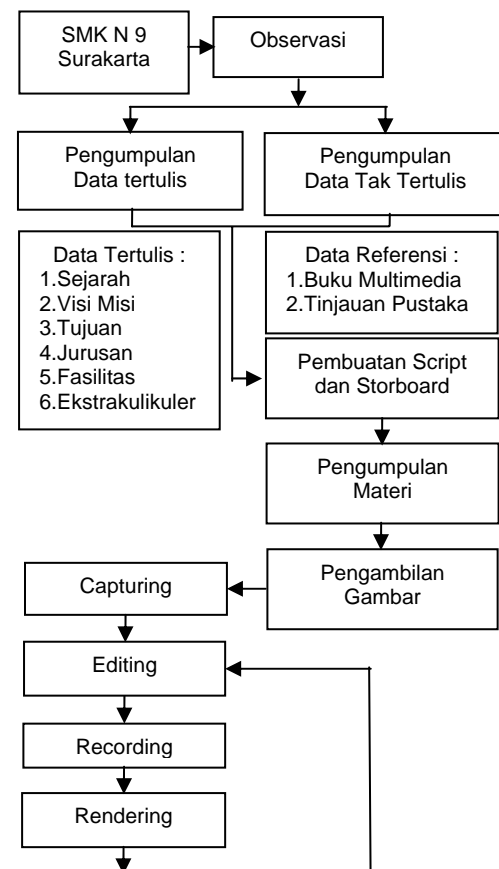 SMK N 9
Surakarta
Observasi
Pengumpulan
Data tertulis
Pengumpulan
Data Tak Tertulis
Data Tertulis :
1.Sejarah
2.Visi Misi
3.Tujuan
4.Jurusan
5.Fasilitas
6.Ekstrakulikuler
Data Referensi :
1.Buku Multimedia
2.Tinjauan Pustaka
Pembuatan Script
dan Storboard
Pengumpulan
Materi
Pengambilan
Gambar
Capturing
Editing
Recording
Rendering